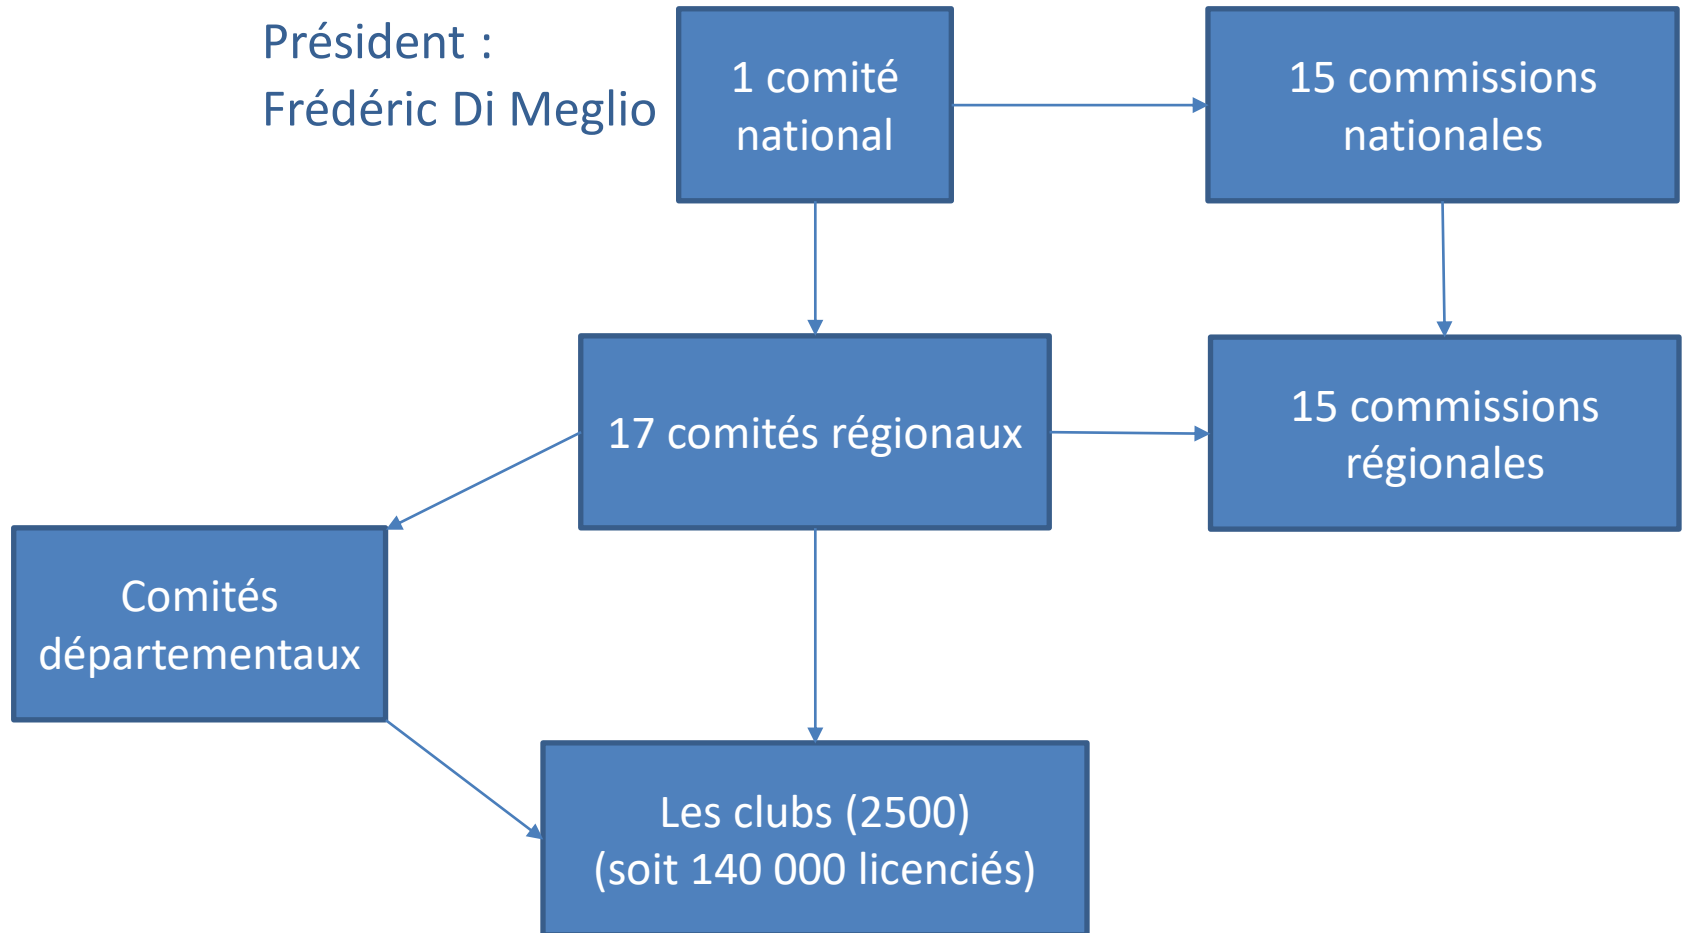 Président :
Frédéric Di Meglio
1 comité
national
15 commissions
nationales
17 comités régionaux
15 commissions
régionales
Comités
départementaux
Les clubs (2500)
(soit 140 000 licenciés)